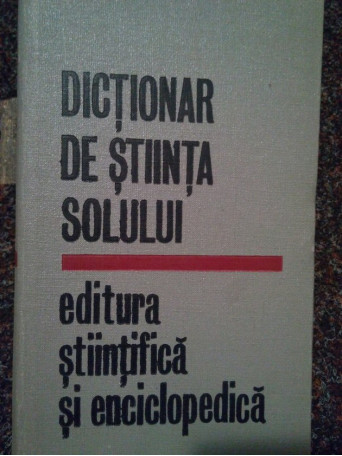 DICȚIONAR
DE ȘTIINȚA
SOLULUI
editura
științifică
și enciclopedică